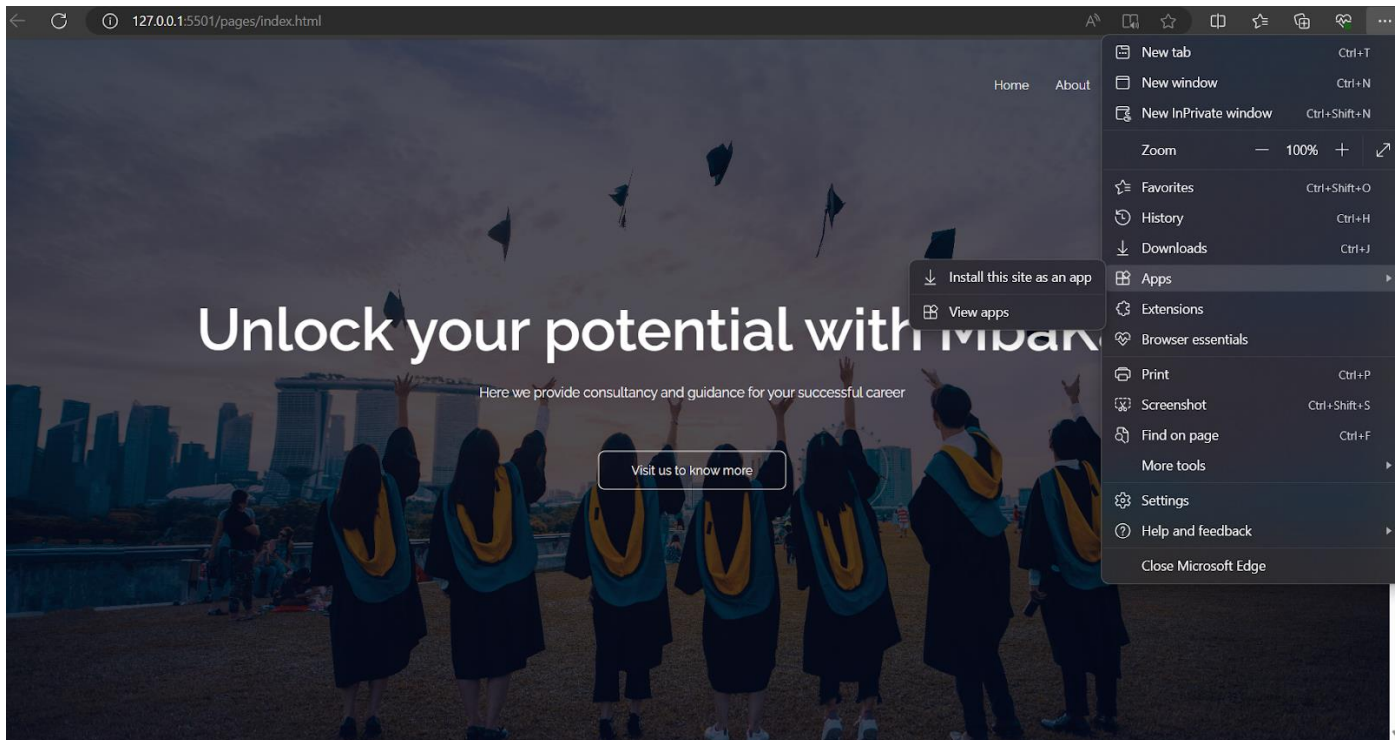 127.0.0.1:5501/pages/index.html
Home About
New tab Ctrl+T
New window Ctrl+N
New InPrivate window Ctrl+Shift+N
Zoom — 100% +
Favorites Ctrl+Shift+O
History Ctrl+H
Downloads Ctrl+J
Apps
Install this site as an app
View apps
Extensions
Browser essentials
Print Ctrl+P
Screenshot Ctrl+Shift+S
Find on page Ctrl+F
More tools
Settings
Help and feedback
Close Microsoft Edge
Unlock your potential with
Here we provide consultancy and guidance for your successful career
Visit us to know more